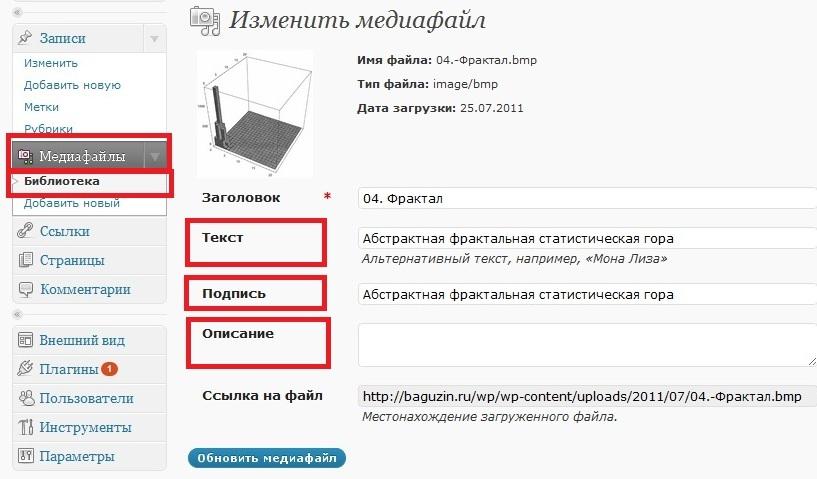 Записи
Изменить
Добавить новую
Метки
Рубрики
Медиафайлы
Библиотека
Добавить новый
Ссылки
Страницы
Комментарии
Внешний вид
Плагины 1
Пользователи
Инструменты
Параметры
Изменить медиафайл
Имя файла: 04.-Фрактал.bmp
Тип файла: image/bmp
Дата загрузки: 25.07.2011
Заголовок * 04. Фрактал
Текст Абстрактная фрактальная статистическая гора
Альтернативный текст, например, «Мона Лиза»
Подпись Абстрактная фрактальная статистическая гора
Описание
Ссылка на файл http://baguzin.ru/wp/wp-content/uploads/2011/07/04.-Фрактал.bmp
Местонахождение загруженного файла.
Обновить медиафайл